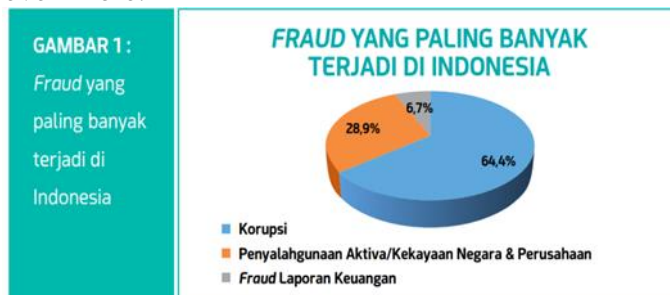 GAMBAR 1 :
Fraud yang
paling banyak
terjadi di
Indonesia
FRAUD YANG PALING BANYAK
TERJADI DI INDONESIA
6,7%
28,9%
64,4%
Korupsi
Penyalahgunaan Aktiva/Kekayaan Negara & Perusahaan
Fraud Laporan Keuangan